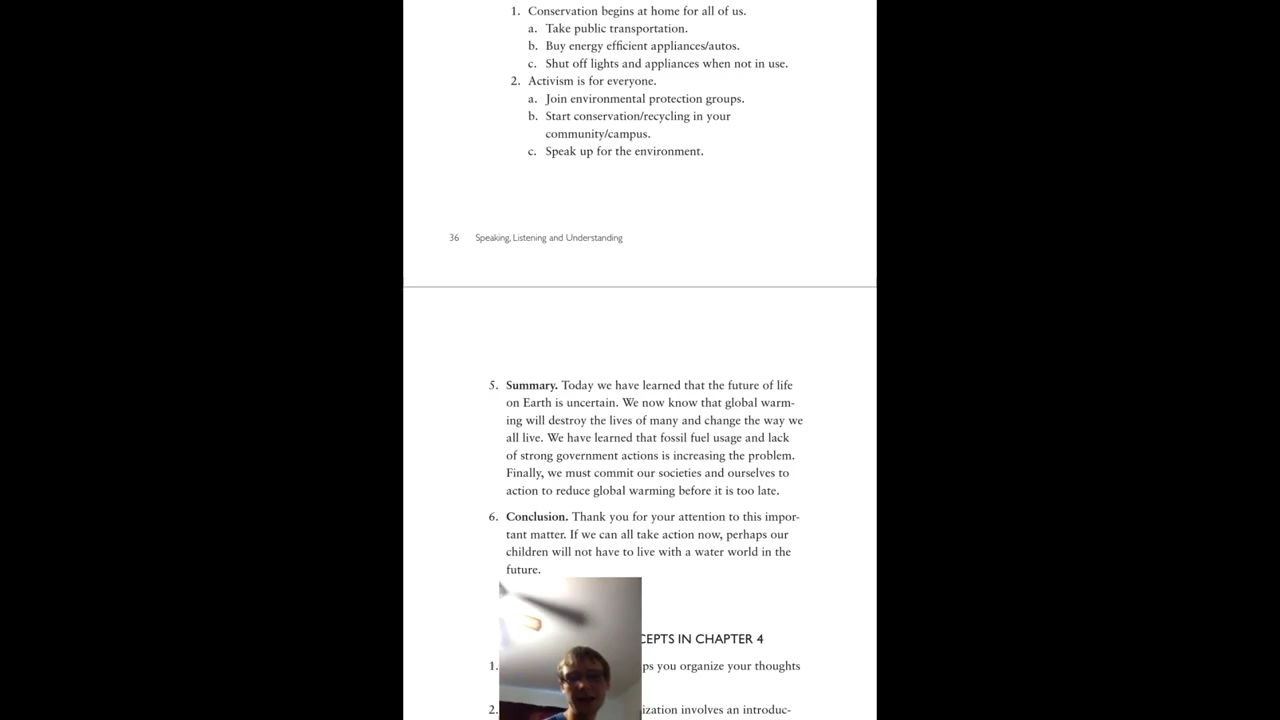 1. Conservation begins at home for all of us.
a. Take public transportation.
b. Buy energy efficient appliances/autos.
c. Shut off lights and appliances when not in use.
2. Activism is for everyone.
a. Join environmental protection groups.
b. Start conservation/recycling in your
community/campus.
c. Speak up for the environment.
36 Speaking, Listening and Understanding
5. Summary. Today we have learned that the future of life
on Earth is uncertain. We now know that global warm-
ing will destroy the lives of many and change the way we
all live. We have learned that fossil fuel usage and lack
of strong government actions is increasing the problem.
Finally, we must commit our societies and ourselves to
action to reduce global warming before it is too late.
6. Conclusion. Thank you for your attention to this impor-
tant matter. If we can all take action now, perhaps our
children will not have to live with a water world in the
future.
IN CHAPTER 4
1. you organize your thoughts
2. involves an introduc-